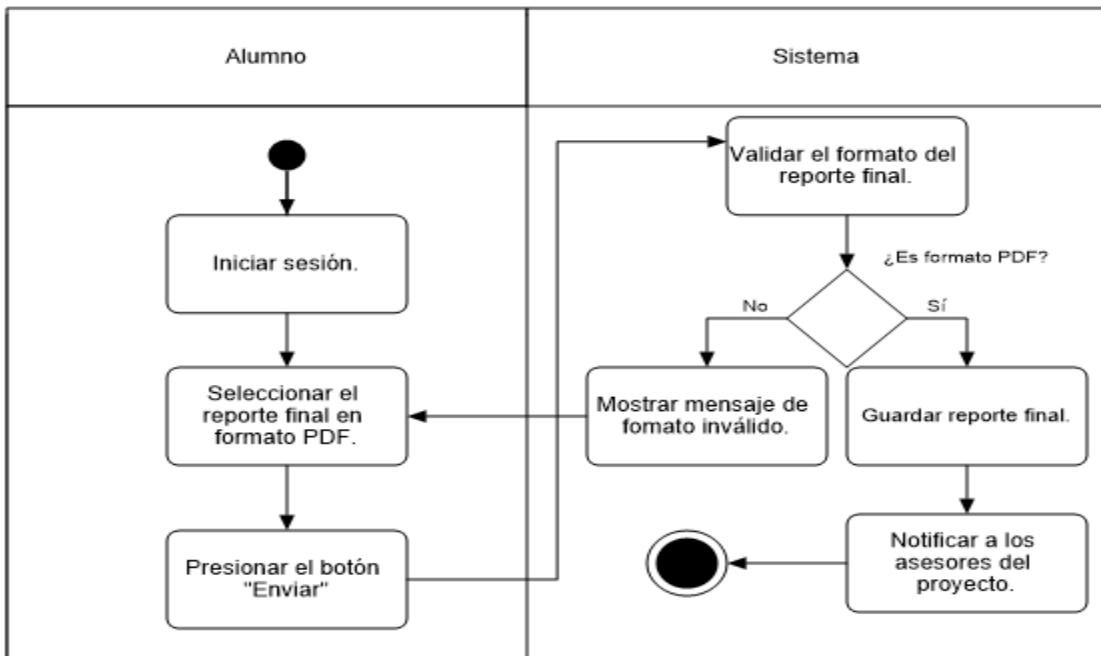 Alumno
Sistema
Iniciar sesión.
Seleccionar el
reporte final en
formato PDF.
Presionar el botón
"Enviar"
Validar el formato del
reporte final.
¿Es formato PDF?
No
Sí
Mostrar mensaje de
fomato inválido.
Guardar reporte final.
Notificar a los
asesores del
proyecto.